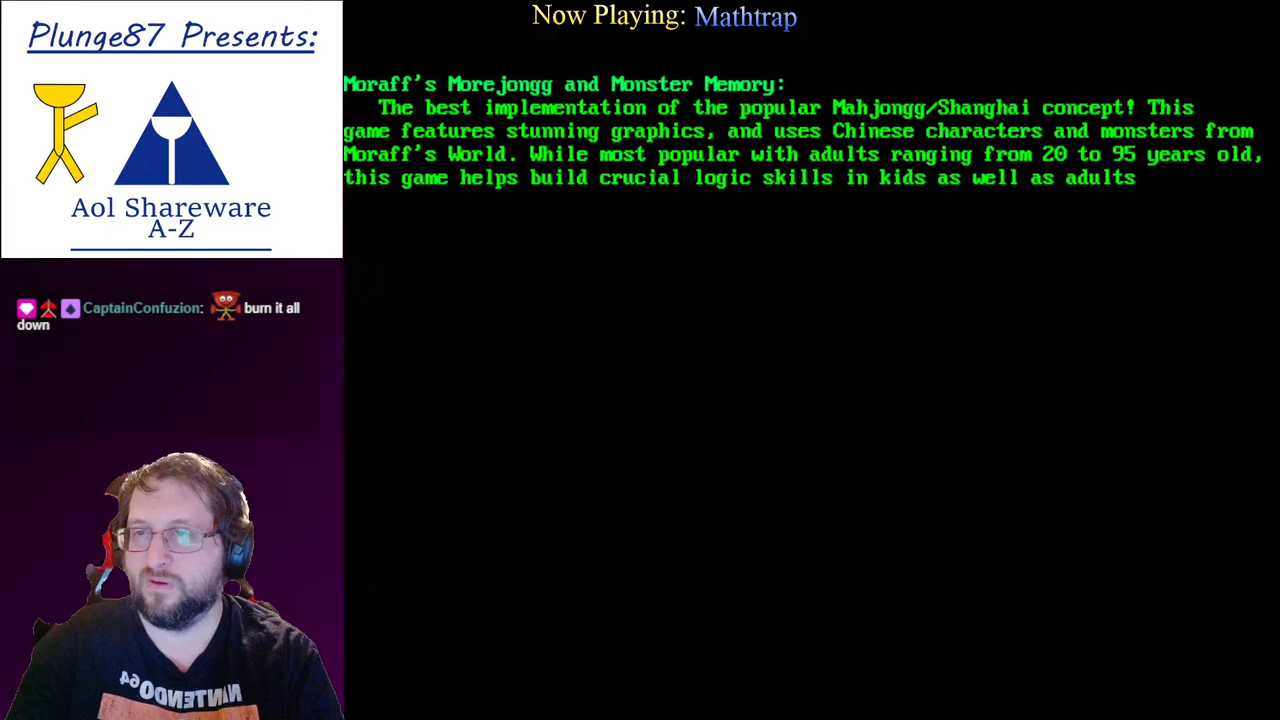 Plunge87 Presents:
Aol Shareware
A-Z
Now Playing: Mathtrap
Moraff's Morejongg and Monster Memory:
The best implementation of the popular Mahjongg/Shanghai concept! This
game features stunning graphics, and uses Chinese characters and monsters from
Moraff's World. While most popular with adults ranging from 20 to 95 years old,
this game helps build crucial logic skills in kids as well as adults
CaptainConfuzion: burn it all
down
NINTENDO64